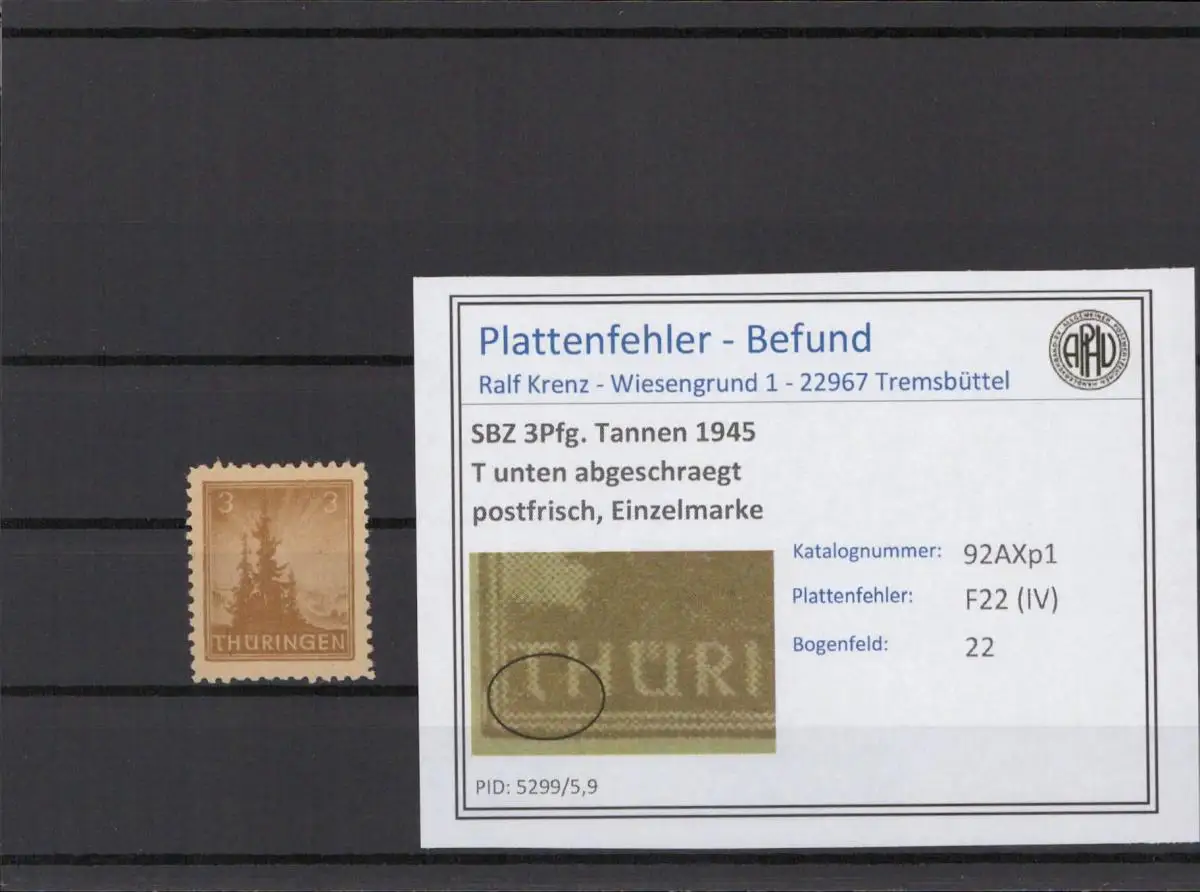 3 3
THÜRINGEN
Plattenfehler - Befund
Ralf Krenz - Wiesengrund 1 - 22967 Tremsbüttel
APHV
SBZ 3Pfg. Tannen 1945
T unten abgeschraegt
postfrisch, Einzelmarke
Katalognummer: 92AXp1
Plattenfehler: F22 (IV)
Bogenfeld: 22
THÜRI
PID: 5299/5,9